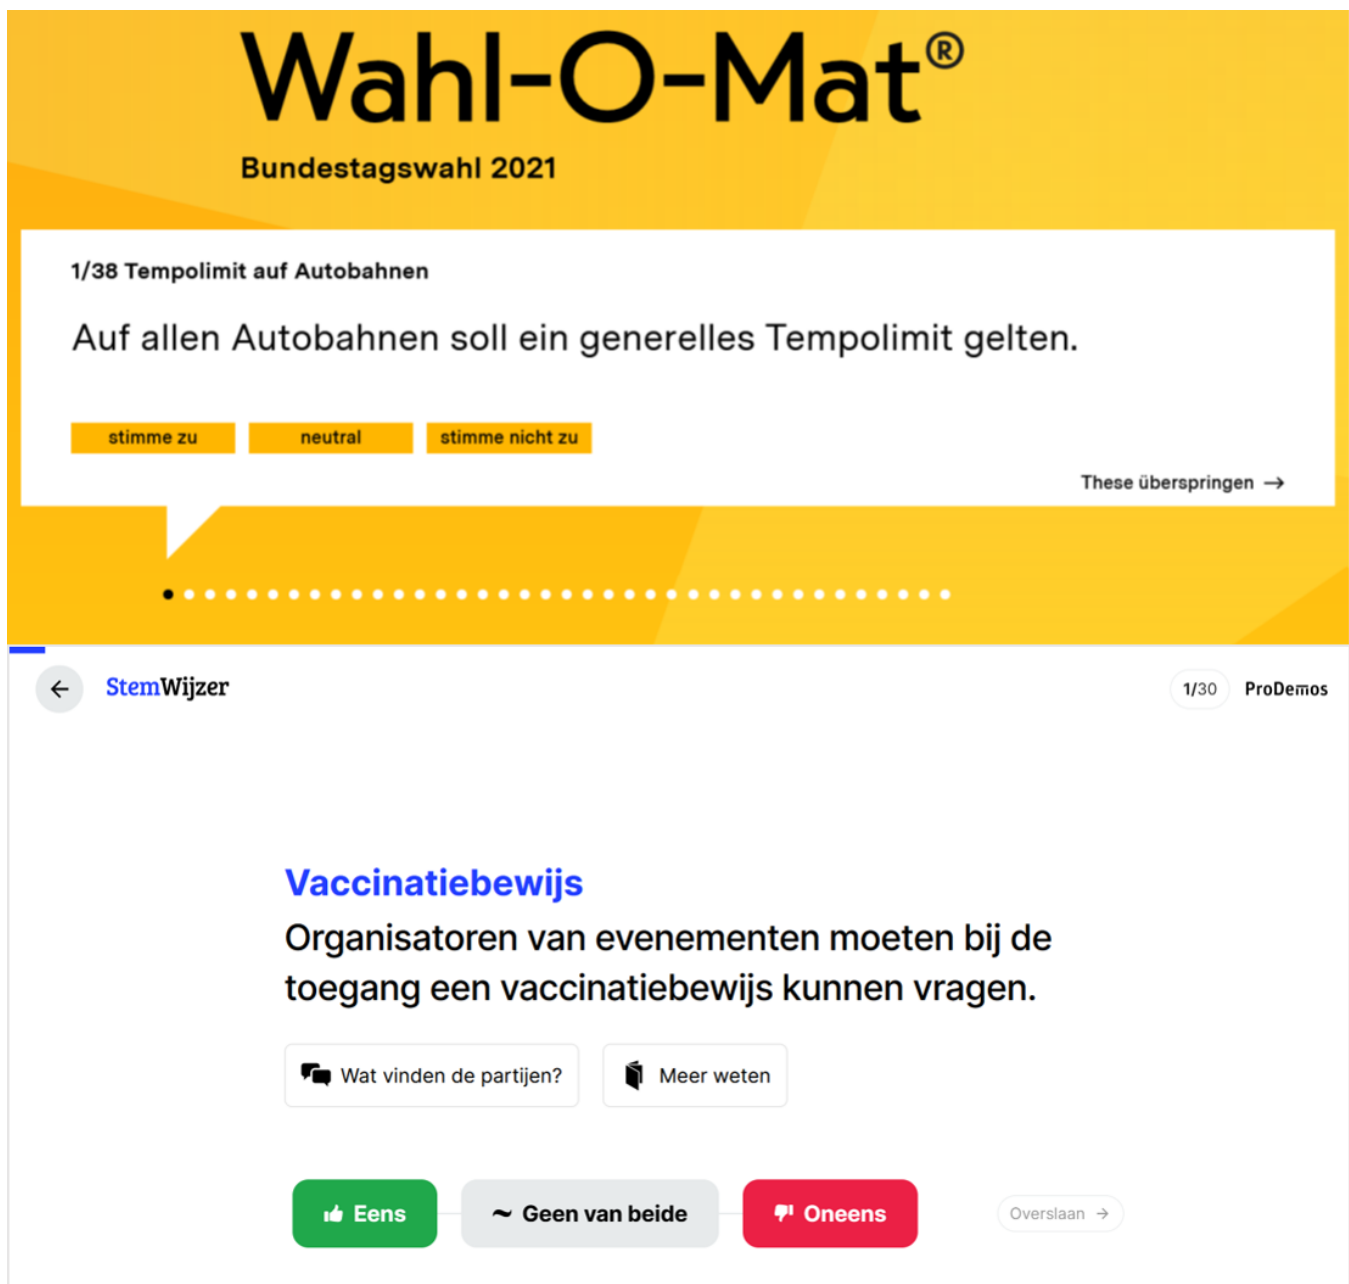 Wahl-O-Mat®
Bundestagswahl 2021
1/38 Tempolimit auf Autobahnen
Auf allen Autobahnen soll ein generelles Tempolimit gelten.
stimme zu
neutral
stimme nicht zu
These überspringen →
StemWijzer
1/30
ProDemos
Vaccinatiebewijs
Organisatoren van evenementen moeten bij de
toegang een vaccinatiebewijs kunnen vragen.
Wat vinden de partijen?
Meer weten
Eens
~ Geen van beide
Oneens
Overslaan →